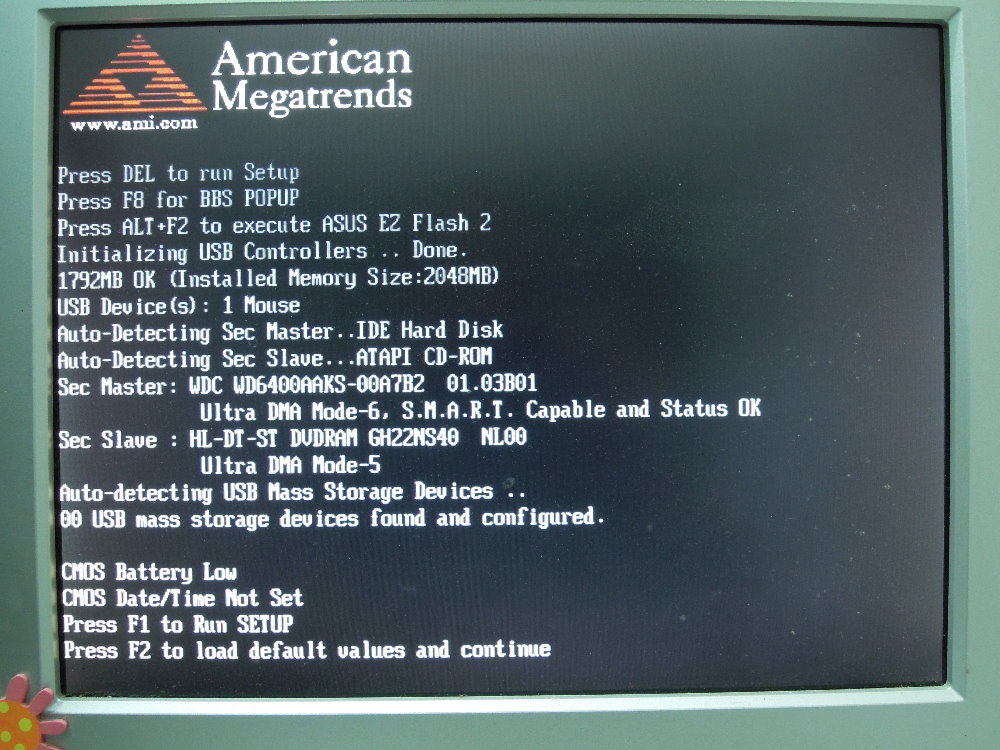 American
Megatrends
www.ami.com
Press DEL to run Setup
Press F8 for BBS POPUP
Press ALT+F2 to execute ASUS EZ Flash 2
Initializing USB Controllers .. Done.
1792MB OK (Installed Memory Size:2048MB)
USB Device(s): 1 Mouse
Auto-Detecting Sec Master..IDE Hard Disk
Auto-Detecting Sec Slave...ATAPI CD-ROM
Sec Master: WDC WD6400AAKS-00A7B2  01.03B01
Ultra DMA Mode-6, S.M.A.R.T. Capable and Status OK
Sec Slave : HL-DT-ST DVDRAM GH22NS40  NL00
Ultra DMA Mode-5
Auto-detecting USB Mass Storage Devices ..
00 USB mass storage devices found and configured.
CMOS Battery Low
CMOS Date/Time Not Set
Press F1 to Run SETUP
Press F2 to load default values and continue